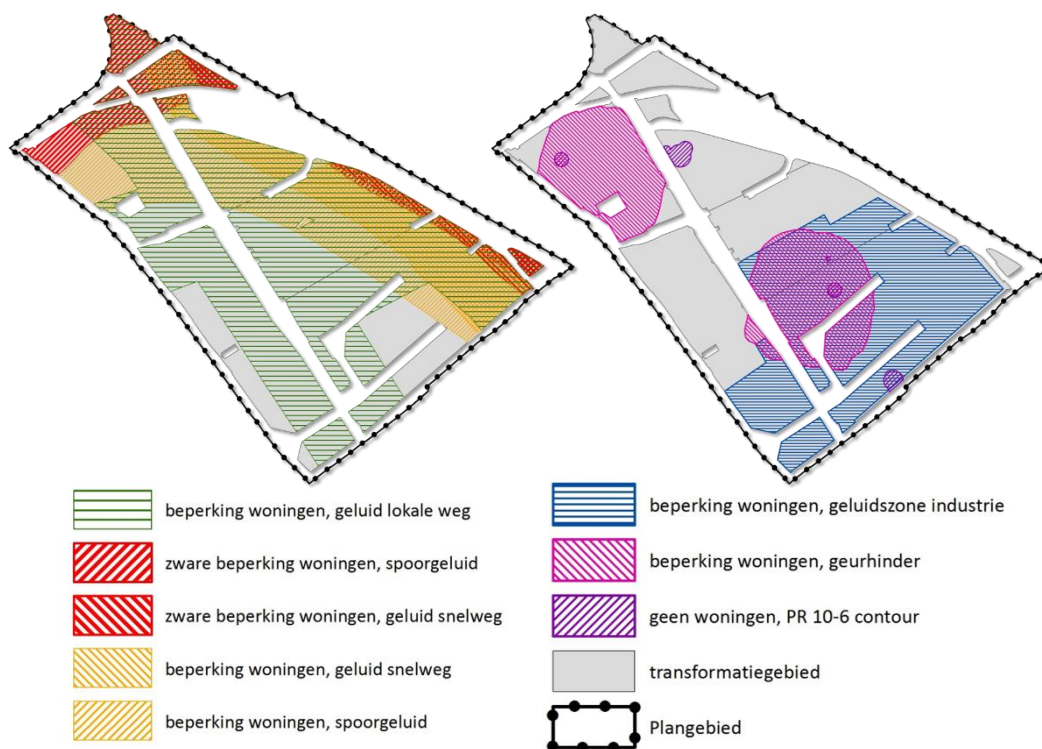 beperking woningen, geluid lokale weg
zware beperking woningen, spoorgeluid
zware beperking woningen, geluid snelweg
beperking woningen, geluid snelweg
beperking woningen, spoorgeluid
beperking woningen, geluidszone industrie
beperking woningen, geurhinder
geen woningen, PR 10-6 contour
transformatiegebied
Plangebied